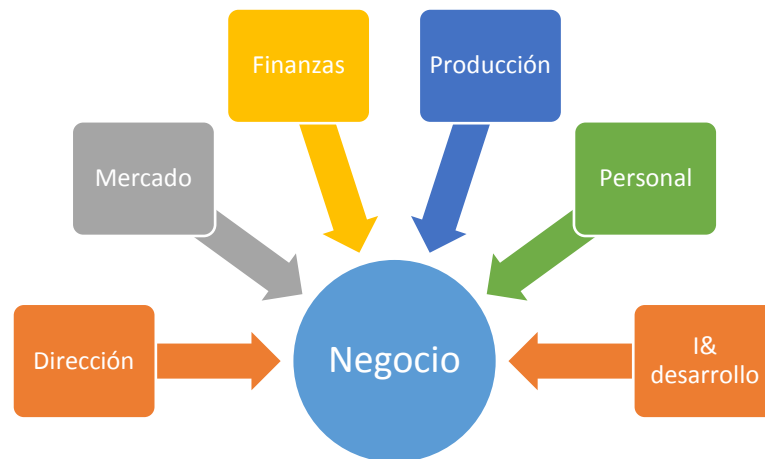 Finanzas
Producción
Mercado
Personal
Dirección
Negocio
I&
desarrollo